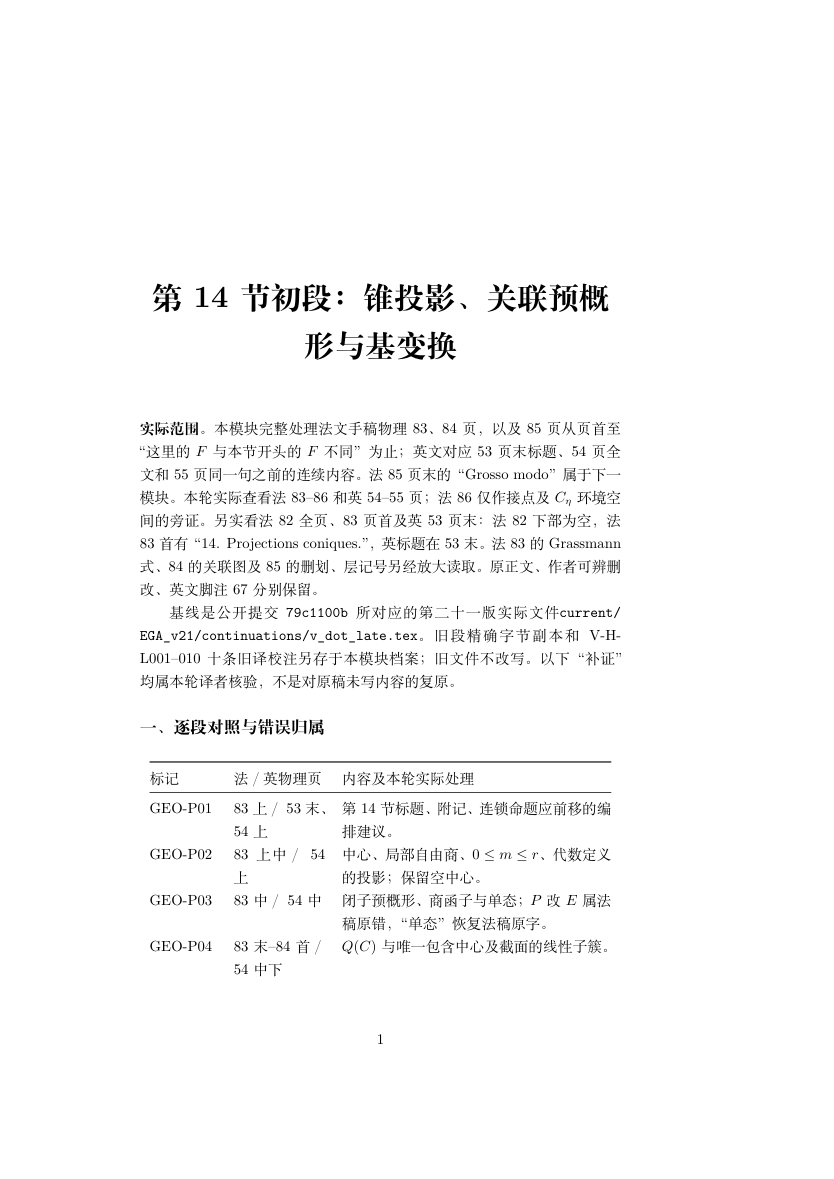 第 14 节初段：锥投影、关联预概
形与基变换
实际范围。本模块完整处理法文手稿物理 83、84 页，以及 85 页从页首至
“这里的 F 与本节开头的 F 不同” 为止；英文对应 53 页末标题、54 页全
文和 55 页同一句之前的连续内容。法 85 页末的 “Grosso modo” 属于下一
模块。本轮实际查看法 83–86 和英 54–55 页；法 86 仅作接点及 Cη 环境空
间的旁证。另实看法 82 全页、83 页首及英 53 页末：法 82 下部为空，法
83 首有 “14. Projections coniques.”，英标题在 53 末。法 83 的 Grassmann
式、84 的关联图及 85 的删划、层记号另经放大读取。原正文、作者可辨删
改、英文脚注 67 分别保留。
基线是公开提交 79c1100b 所对应的第二十一版实际文件current/
EGA_v21/continuations/v_dot_late.tex。旧段精确字节副本和 V-H-
L001–010 十条旧译校注另存于本模块档案；旧文件不改写。以下 “补证”
均属本轮译者核验，不是对原稿未写内容的复原。
一、逐段对照与错误归属
标记 法 / 英物理页 内容及本轮实际处理
GEO-P01 83 上 / 53 末、 第 14 节标题、附记、连锁命题应前移的编
54 上 排建议。
GEO-P02 83 上中 / 54 中心、局部自由商、0 ≤ m ≤ r、代数定义
上 的投影；保留空中心。
GEO-P03 83 中 / 54 中 闭子预概形、商函子与单态；P 改 E 属法
稿原错，“单态” 恢复法稿原字。
GEO-P04 83 末–84 首 / Q(C) 与唯一包含中心及截面的线性子簇。
54 中下
1